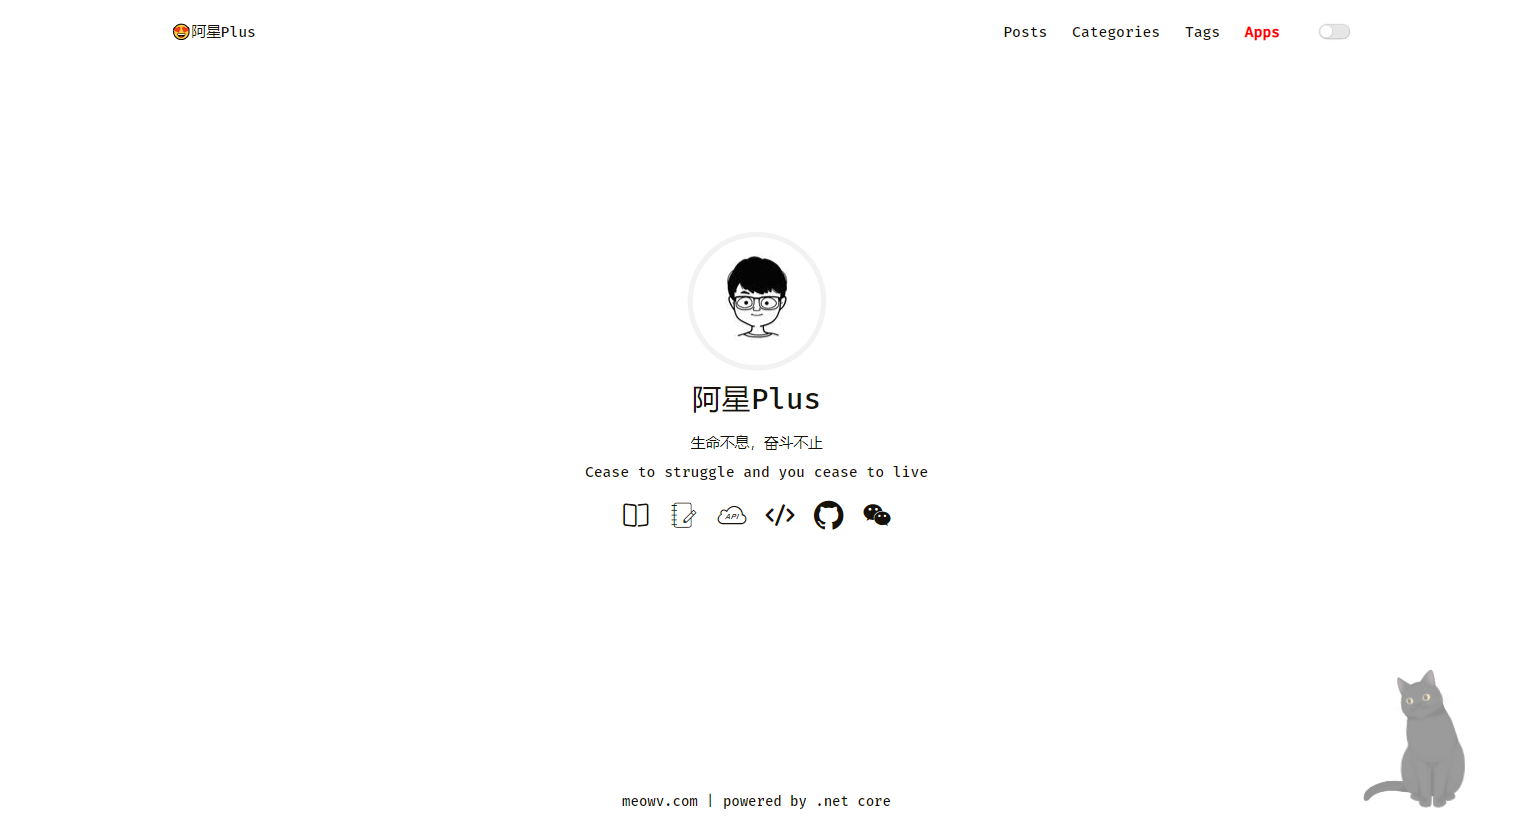 😍阿星Plus
Posts Categories Tags Apps
阿星Plus
生命不息，奋斗不止
Cease to struggle and you cease to live
API
meowv.com | powered by .net core